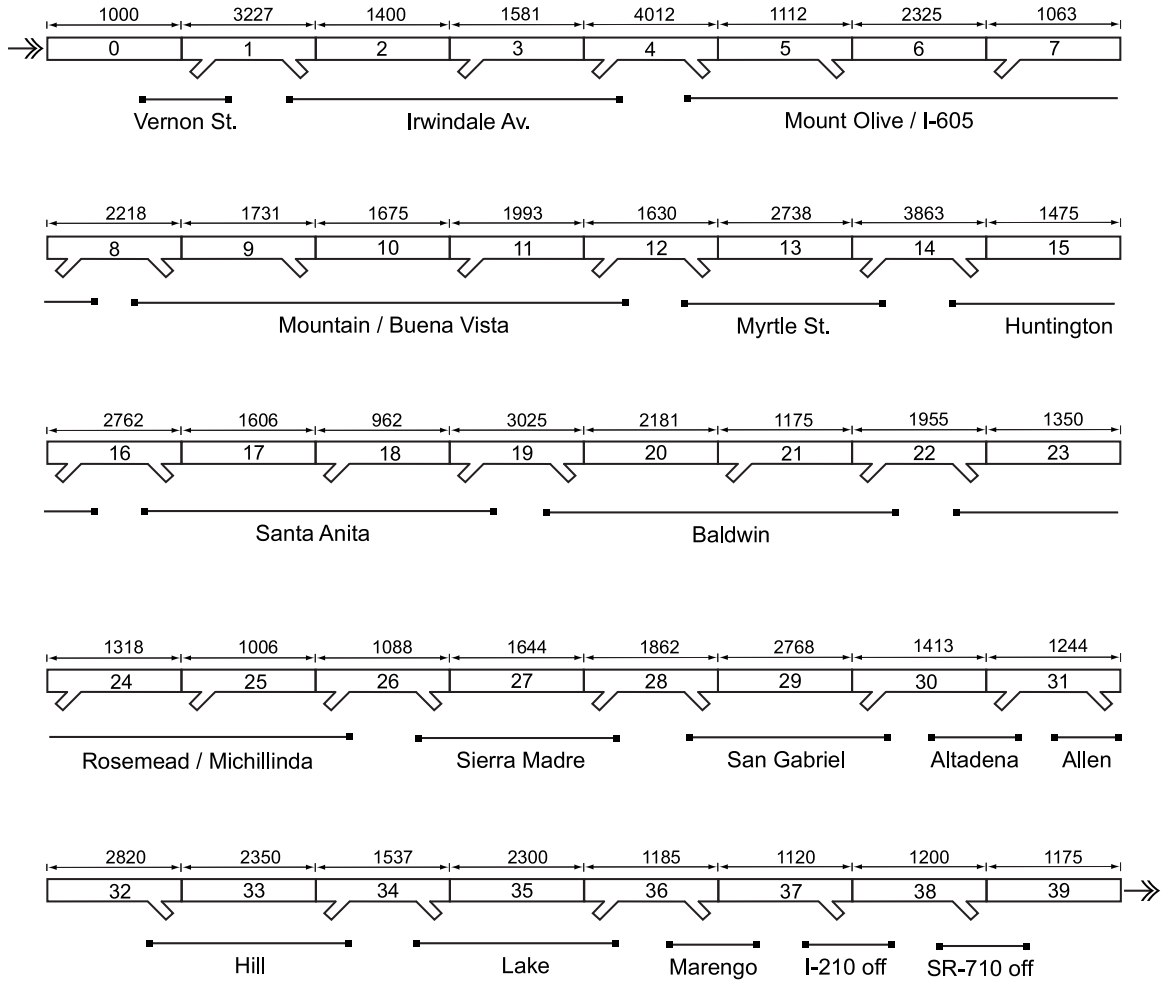 1000 3227 1400 1581 4012 1112 2325 1063
0 1 2 3 4 5 6 7
Vernon St. Irwindale Av. Mount Olive / I-605
2218 1731 1675 1993 1630 2738 3863 1475
8 9 10 11 12 13 14 15
Mountain / Buena Vista Myrtle St. Huntington
2762 1606 962 3025 2181 1175 1955 1350
16 17 18 19 20 21 22 23
Santa Anita Baldwin
1318 1006 1088 1644 1862 2768 1413 1244
24 25 26 27 28 29 30 31
Rosemead / Michillinda Sierra Madre San Gabriel Altadena Allen
2820 2350 1537 2300 1185 1120 1200 1175
32 33 34 35 36 37 38 39
Hill Lake Marengo I-210 off SR-710 off